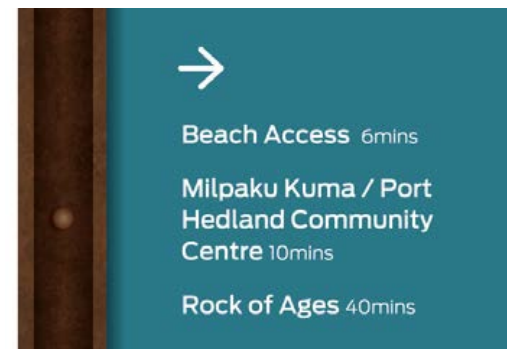 Beach Access 6mins
Milpaku Kuma / Port
Hedland Community
Centre 10mins
Rock of Ages 40mins